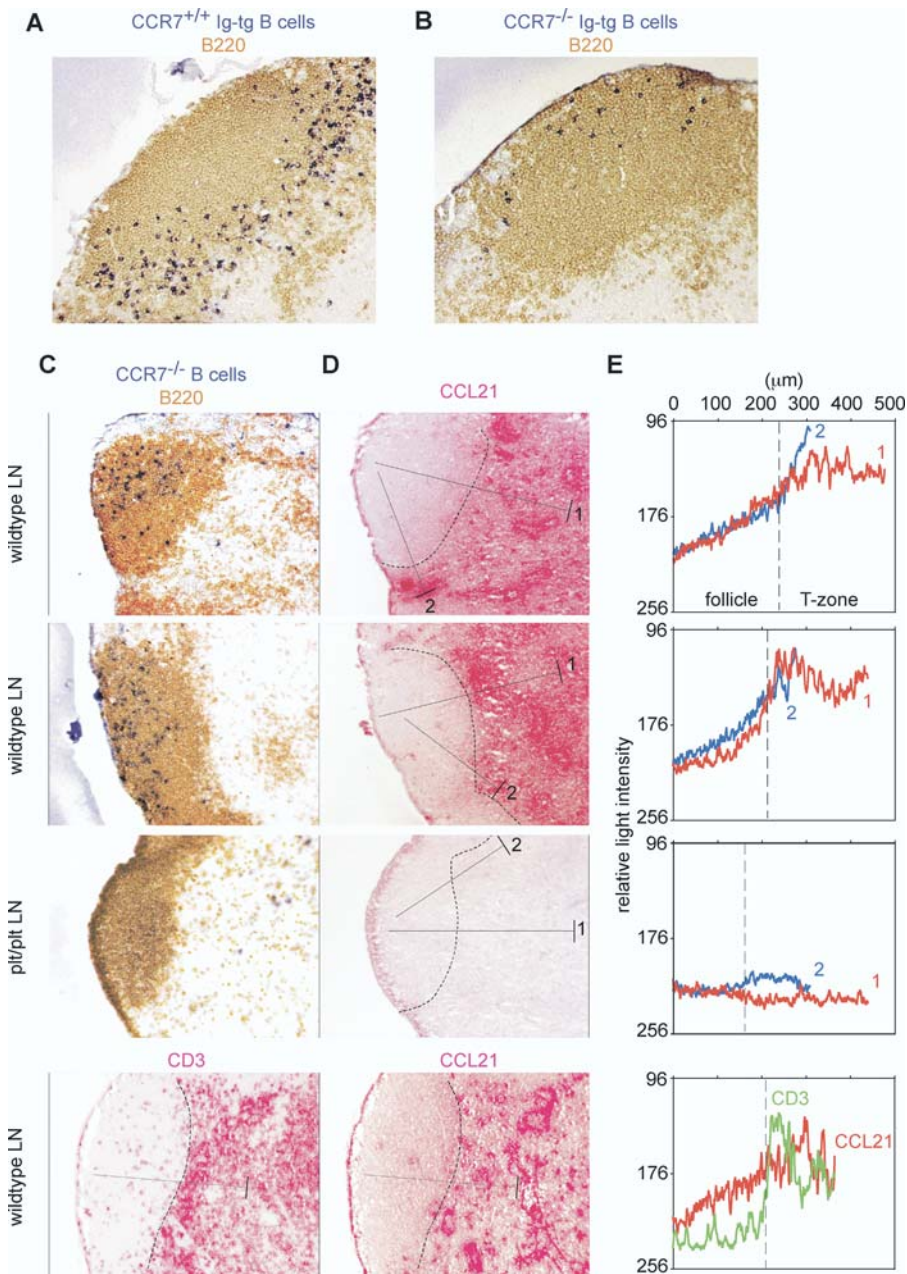 A
CCR7+/+ Ig-tg B cells
B220
B
CCR7-/- Ig-tg B cells
B220
C
CCR7-/- B cells
B220
D
CCL21
E
(μm)
0 100 200 300 400 500
wildtype LN
1
2
96
176
256
2
1
follicle
T-zone
wildtype LN
1
2
96
176
256
1
2
relative light intensity
plt/plt LN
2
1
96
176
256
2
1
CD3
CCL21
wildtype LN
96
176
256
CD3
CCL21